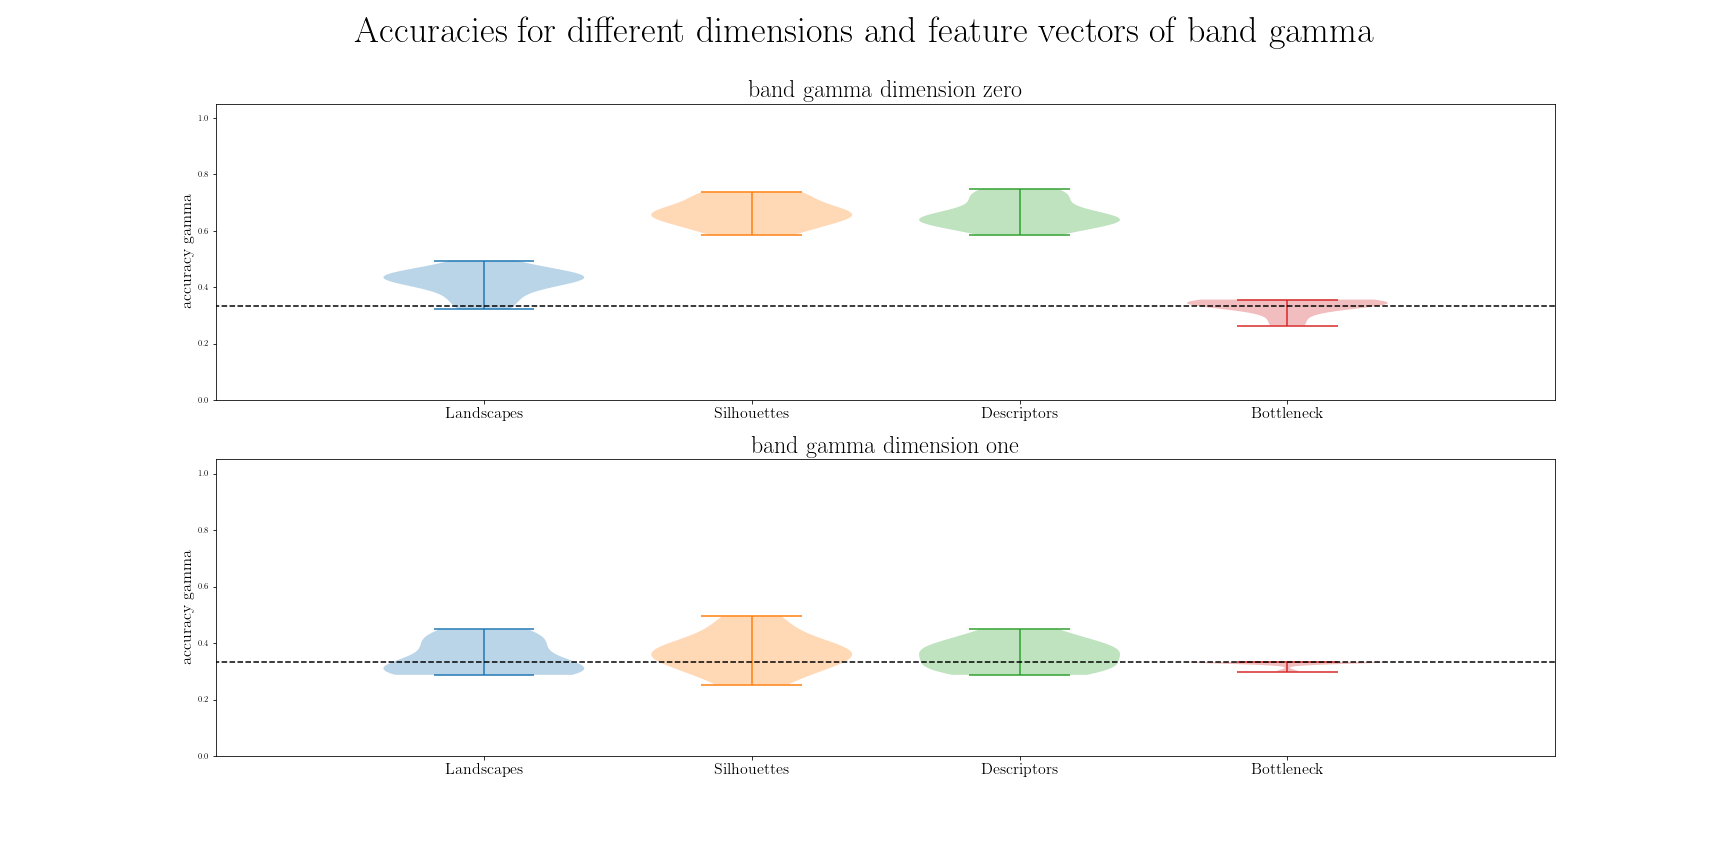 Accuracies for different dimensions and feature vectors of band gamma
band gamma dimension zero
accuracy gamma
1.0
0.8
0.6
0.4
0.2
0.0
Landscapes Silhouettes Descriptors Bottleneck
band gamma dimension one
accuracy gamma
1.0
0.8
0.6
0.4
0.2
0.0
Landscapes Silhouettes Descriptors Bottleneck